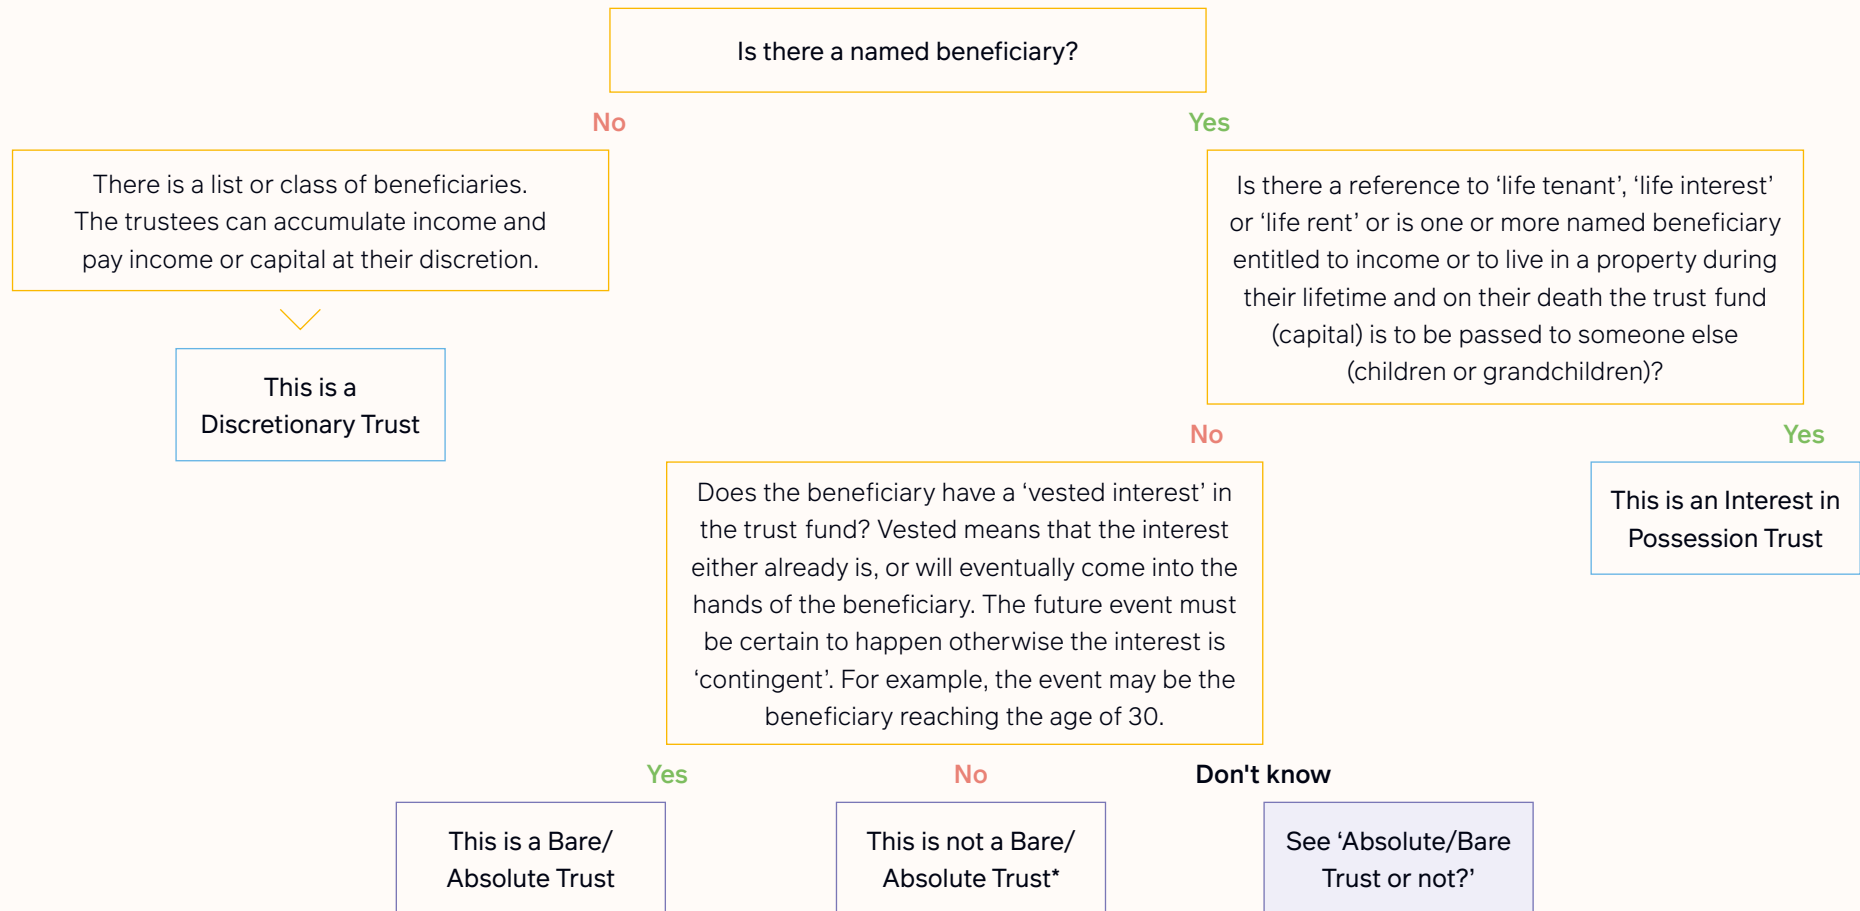 Is there a named beneficiary?
No
Yes
There is a list or class of beneficiaries.
The trustees can accumulate income and
pay income or capital at their discretion.
This is a
Discretionary Trust
Is there a reference to ‘life tenant’, ‘life interest’
or ‘life rent’ or is one or more named beneficiary
entitled to income or to live in a property during
their lifetime and on their death the trust fund
(capital) is to be passed to someone else
(children or grandchildren)?
No
Yes
Does the beneficiary have a ‘vested interest’ in
the trust fund? Vested means that the interest
either already is, or will eventually come into the
hands of the beneficiary. The future event must
be certain to happen otherwise the interest is
‘contingent’. For example, the event may be the
beneficiary reaching the age of 30.
This is an Interest in
Possession Trust
Yes
No
Don't know
This is a Bare/
Absolute Trust
This is not a Bare/
Absolute Trust*
See ‘Absolute/Bare
Trust or not?’